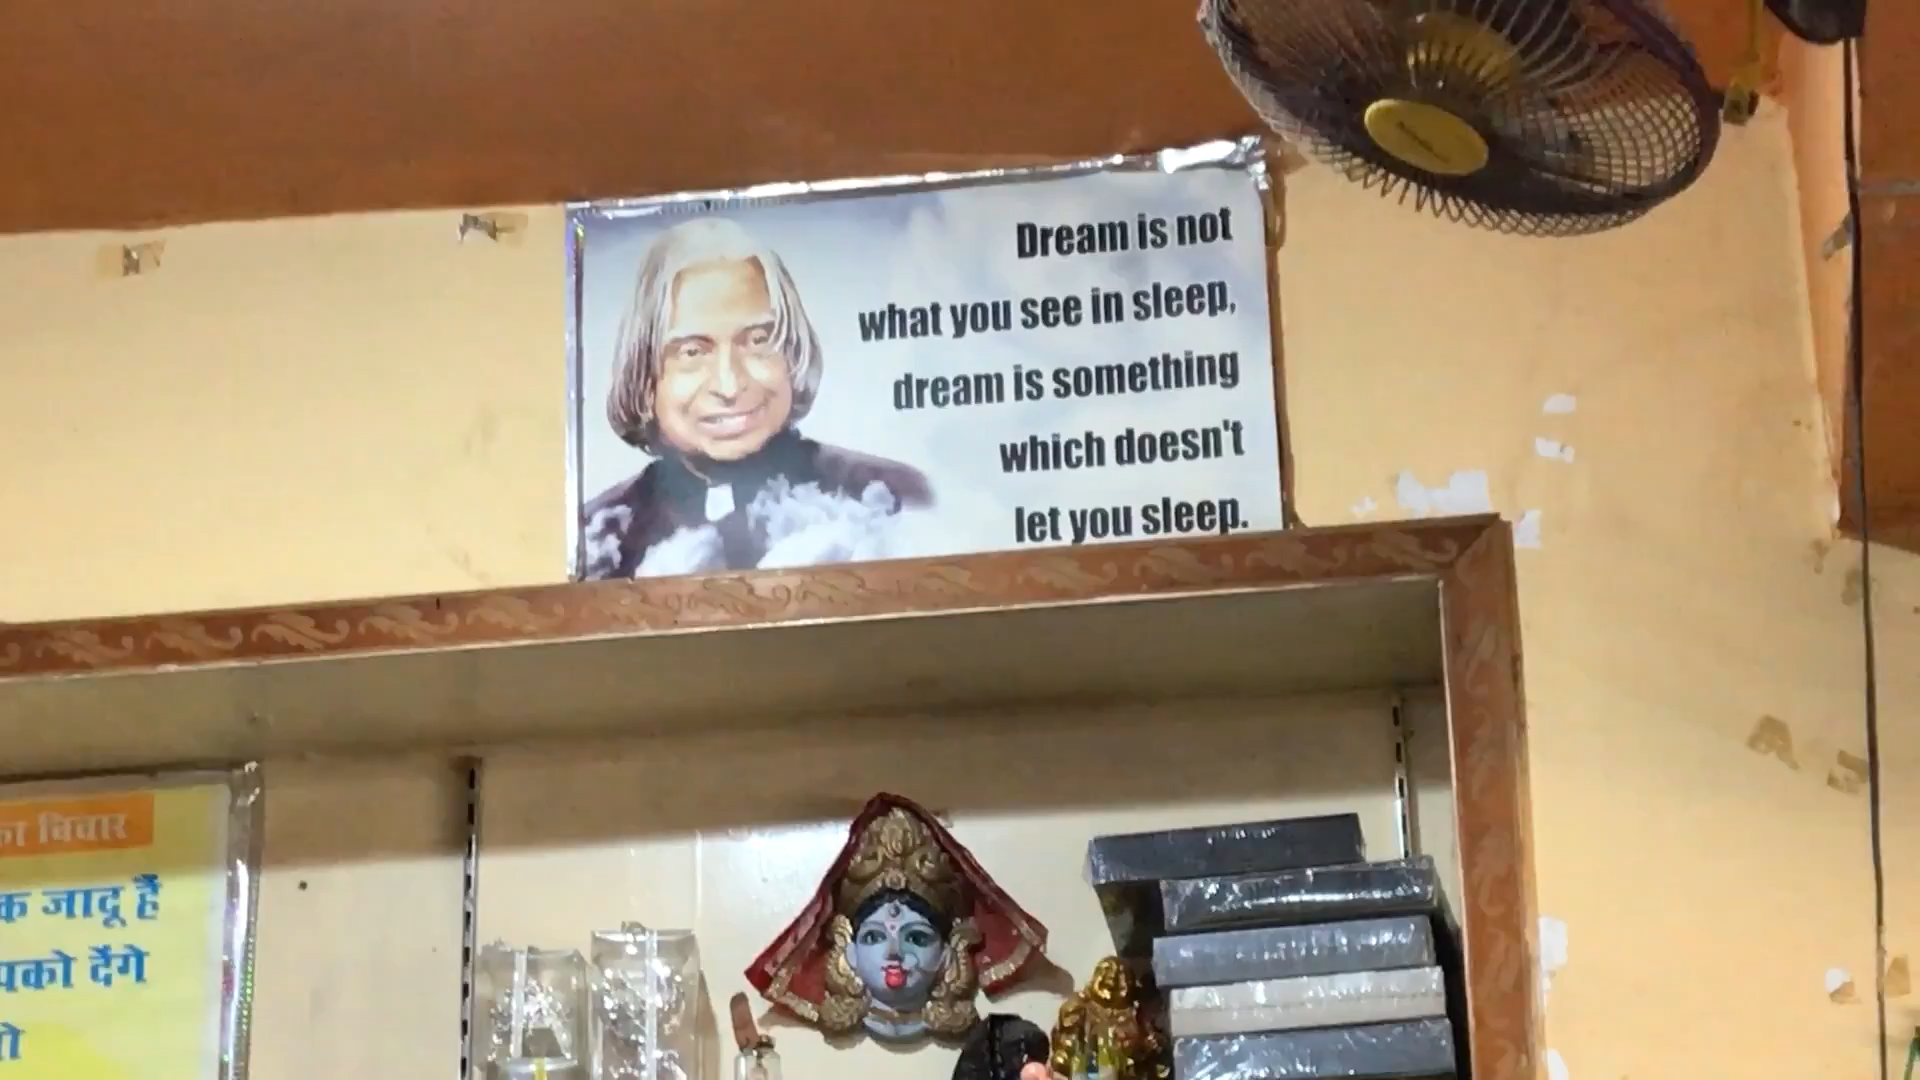 Dream is not
what you see in sleep,
dream is something
which doesn't
let you sleep.
का विचार
क जादू हैं
पको देंगे